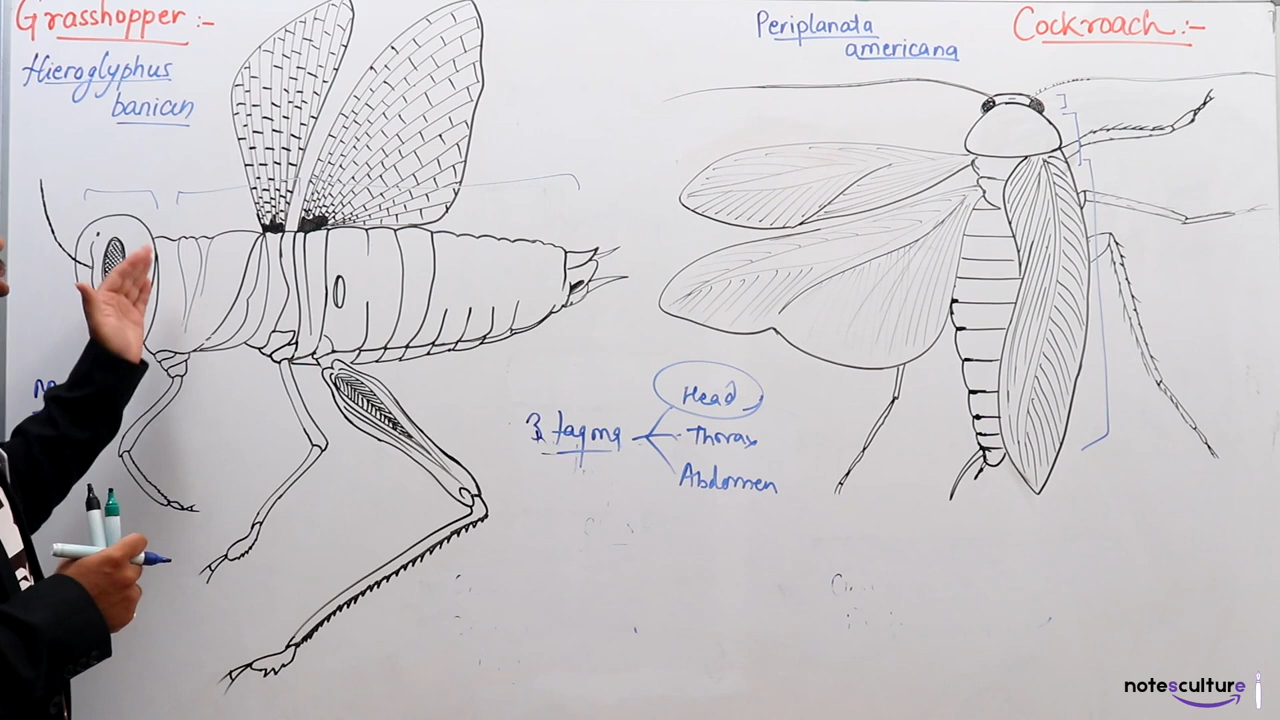 Grasshopper :-
Hieroglyphus
banian
Periplanata
americana
Cockroach :-
3 tagma
Head
Thorax
Abdomen
notesculture